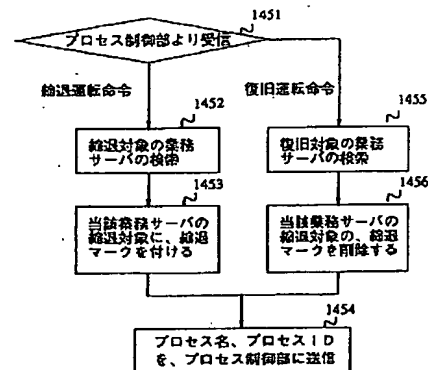 1451
プロセス制御部より受信
縮退運転命令
復旧運転命令
1452
1455
縮退対象の業務
サーバの検索
復旧対象の業務
サーバの検索
1453
1456
当該業務サーバの
縮退対象に、縮退
マークを付ける
当該業務サーバの
縮退対象の、縮退
マークを削除する
1454
プロセス名、プロセスID
を、プロセス制御部に送信